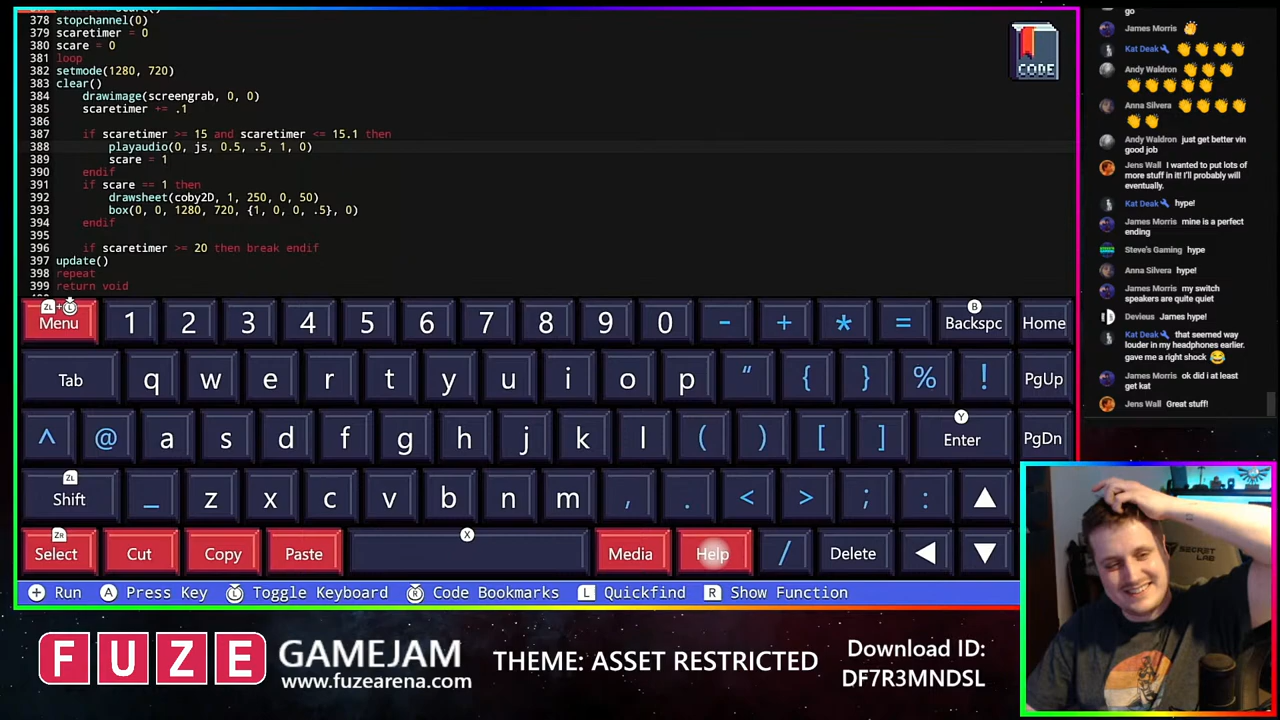 378 stopchannel(0)
379 scaretimer = 0
380 scare = 0
381 loop
382 setmode(1280, 720)
383 clear()
384 drawimage(screengrab, 0, 0)
385 scaretimer += .1
386
387 if scaretimer >= 15 and scaretimer <= 15.1 then
388 playaudio(0, js, 0.5, .5, 1, 0)
389 scare = 1
390 endif
391 if scare == 1 then
392 drawsheet(coby2D, 1, 250, 0, 50)
393 box(0, 0, 1280, 720, {1, 0, 0, .5}, 0)
394 endif
395
396 if scaretimer >= 20 then break endif
397 update()
398 repeat
399 return void
CODE
ZL + L B
Menu 1 2 3 4 5 6 7 8 9 0 - + * = Backspc Home
Tab q w e r t y u i o p “ { } % ! PgUp
Y
^ @ a s d f g h j k l ( ) [ ] Enter PgDn
ZL
Shift _ z x c v b n m , . < > ; : ▲
ZR X
Select Cut Copy Paste Media Help / Delete ◀ ▼
+ Run A Press Key L Toggle Keyboard R Code Bookmarks L Quickfind R Show Function
go
James Morris 👏
Kat Deak 👏👏👏👏
Andy Waldron 👏👏👏
👏👏👏👏👏
Anna Silvera 👏👏👏👏
👏👏
Andy Waldron just get better vin
good job
Jens Wall I wanted to put lots of
more stuff in it! I'll probably will
eventually.
Kat Deak hype!
James Morris mine is a perfect
ending
Steve's Gaming hype
Anna Silvera hype!
James Morris my switch
speakers are quite quiet
Devieus James hype!
Kat Deak that seemed way
louder in my headphones earlier.
gave me a right shock 😂
James Morris ok did i at least
get kat
Jens Wall Great stuff!
SECRET
LAB
FUZE GAMEJAM
www.fuzearena.com
THEME: ASSET RESTRICTED
Download ID:
DF7R3MNDSL